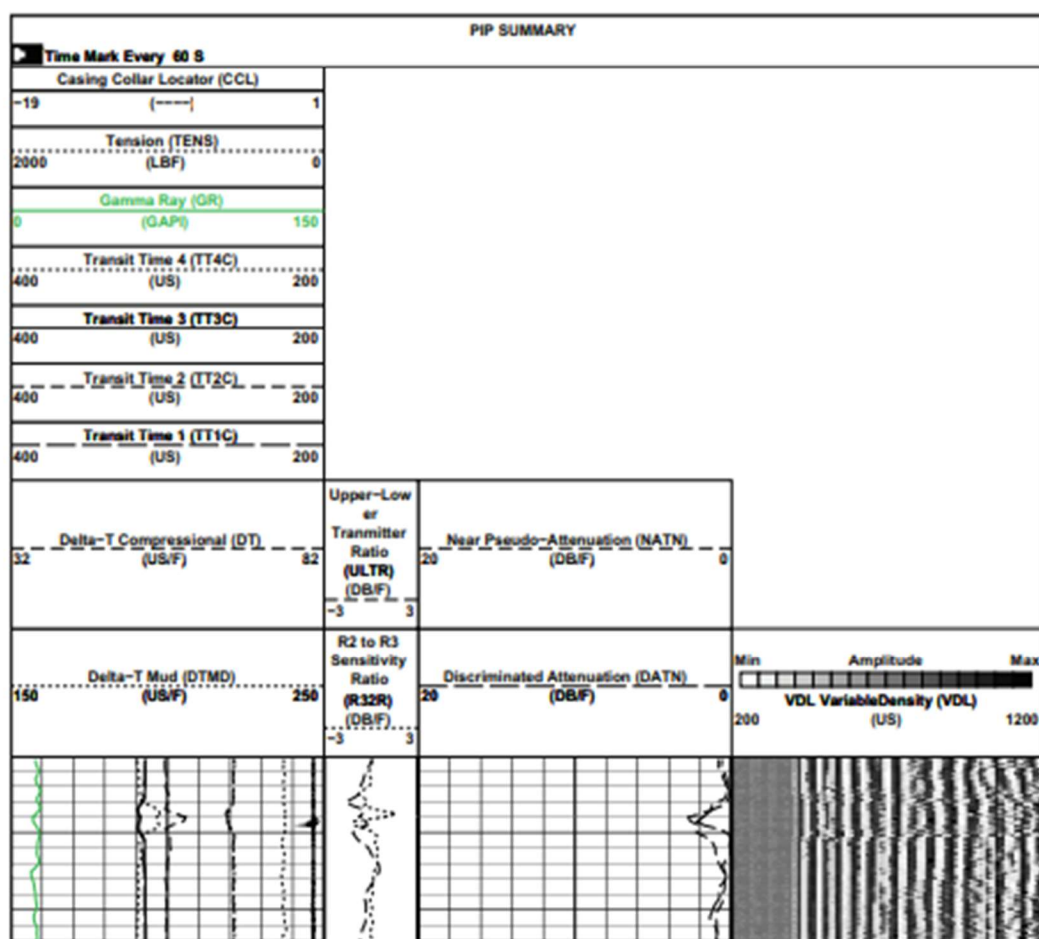 PIP SUMMARY
Time Mark Every 60 S
Casing Collar Locator (CCL)
−19 (−−−−) 1
Tension (TENS)
2000 (LBF) 0
Gamma Ray (GR)
0 (GAPI) 150
Transit Time 4 (TT4C)
400 (US) 200
Transit Time 3 (TT3C)
400 (US) 200
Transit Time 2 (TT2C)
400 (US) 200
Transit Time 1 (TT1C)
400 (US) 200
Delta−T Compressional (DT)
32 (US/F) 82
Upper−Low
er
Tranmitter
Ratio
(ULTR)
(DB/F)
−3 3
Near Pseudo−Attenuation (NATN)
20 (DB/F) 0
Delta−T Mud (DTMD)
150 (US/F) 250
R2 to R3
Sensitivity
Ratio
(R32R)
(DB/F)
−3 3
Discriminated Attenuation (DATN)
20 (DB/F) 0
Min Amplitude Max
VDL VariableDensity (VDL)
200 (US) 1200